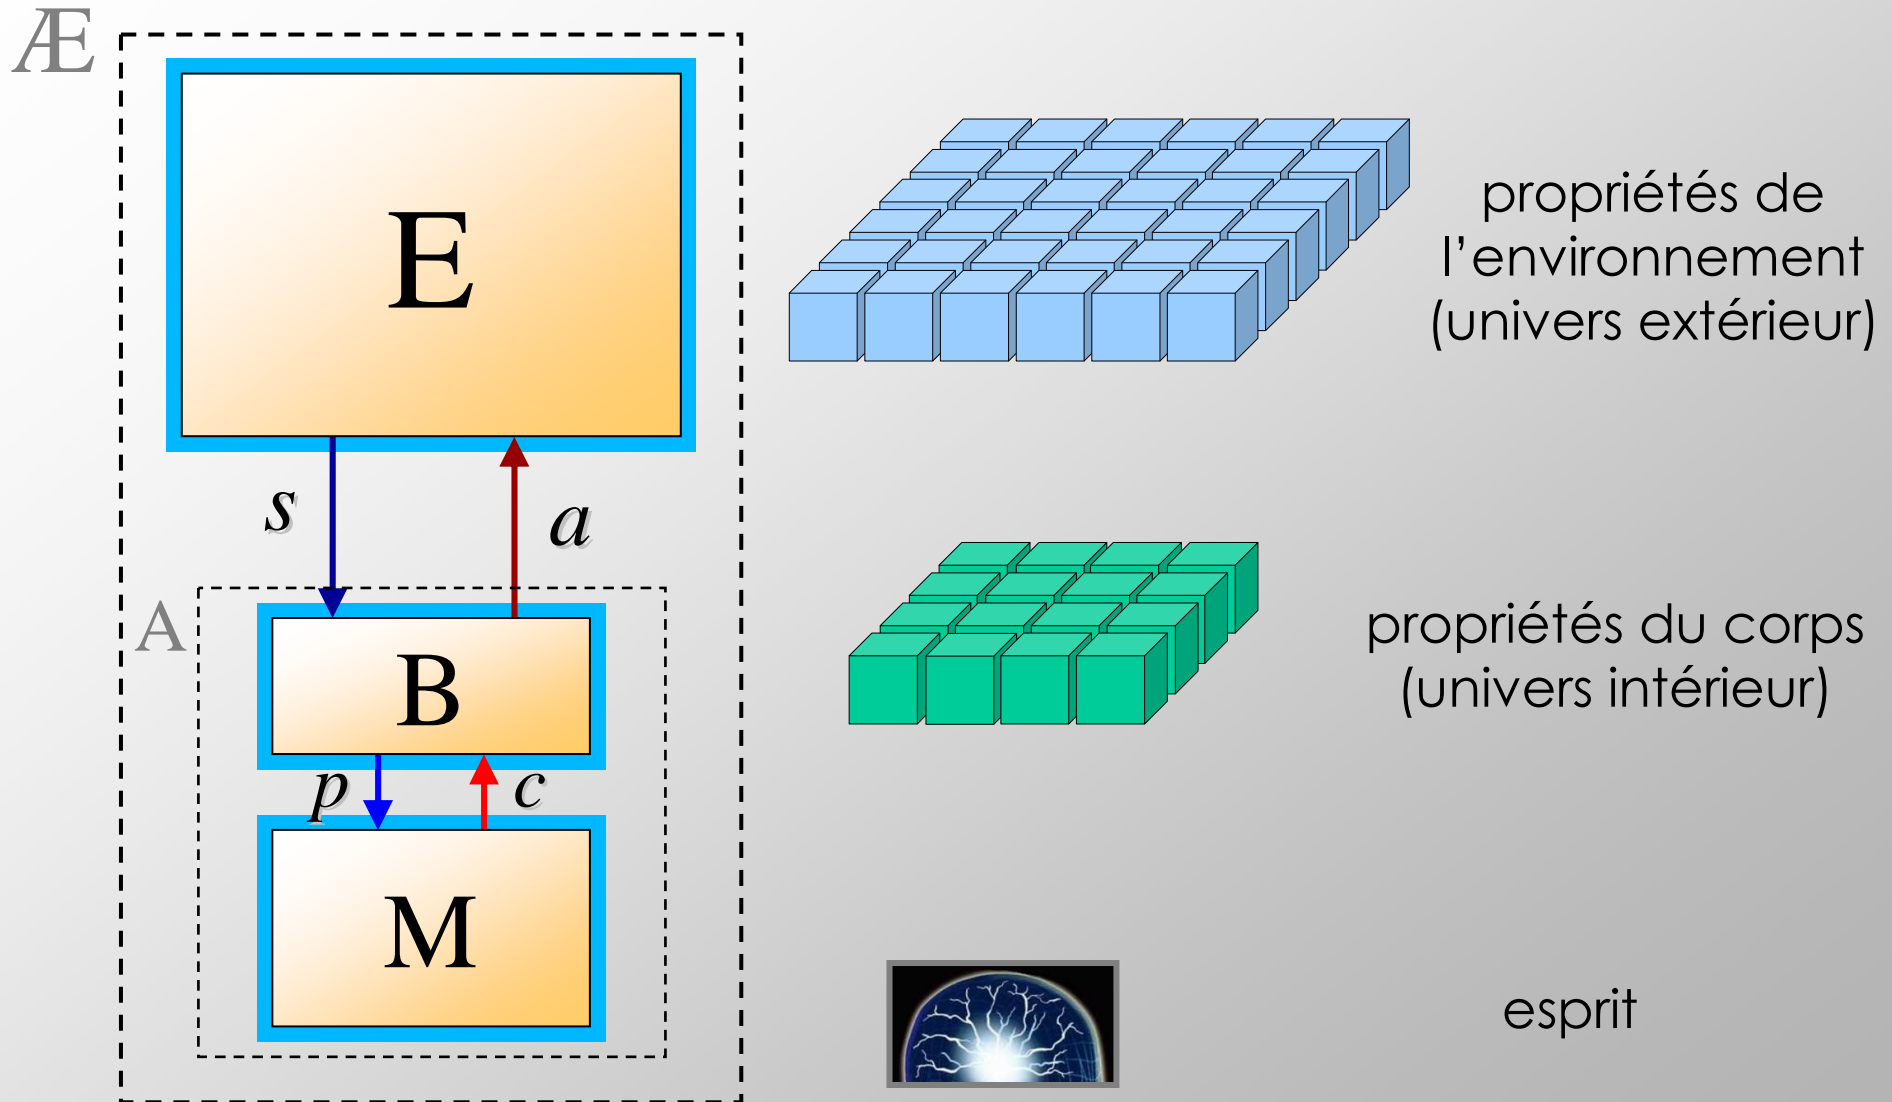 Æ
E
propriétés de
l’environnement
(univers extérieur)
s
a
A
B
propriétés du corps
(univers intérieur)
p
c
M
esprit